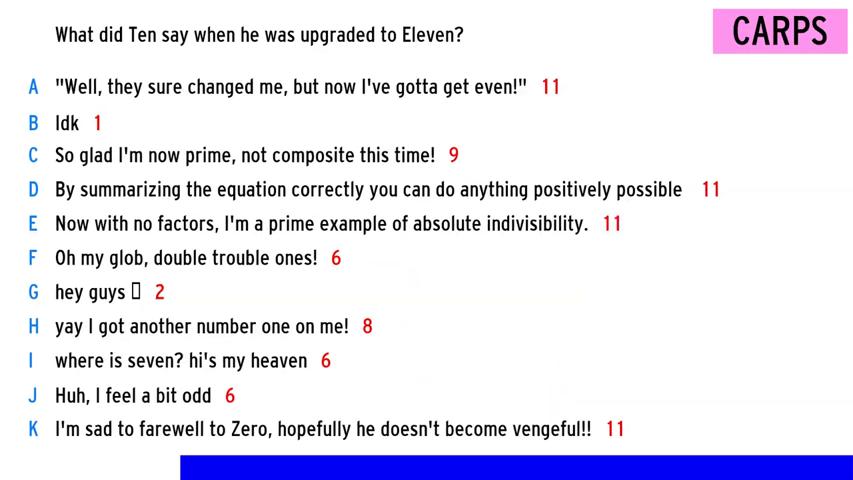 What did Ten say when he was upgraded to Eleven?
CARPS
A "Well, they sure changed me, but now I've gotta get even!" 11
B Idk 1
C So glad I'm now prime, not composite this time! 9
D By summarizing the equation correctly you can do anything positively possible 11
E Now with no factors, I'm a prime example of absolute indivisibility. 11
F Oh my glob, double trouble ones! 6
G hey guys ▯ 2
H yay I got another number one on me! 8
I where is seven? hi's my heaven 6
J Huh, I feel a bit odd 6
K I'm sad to farewell to Zero, hopefully he doesn't become vengeful!! 11